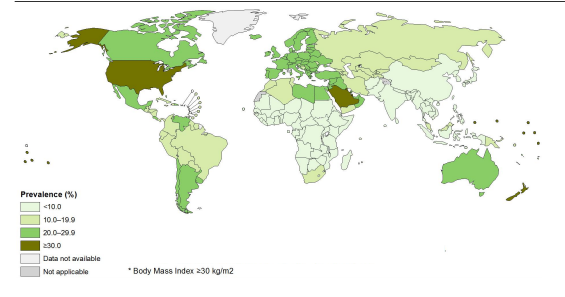 Prevalence (%)
<10.0
10.0–19.9
20.0–29.9
≥30.0
Data not available
Not applicable
* Body Mass Index ≥30 kg/m2